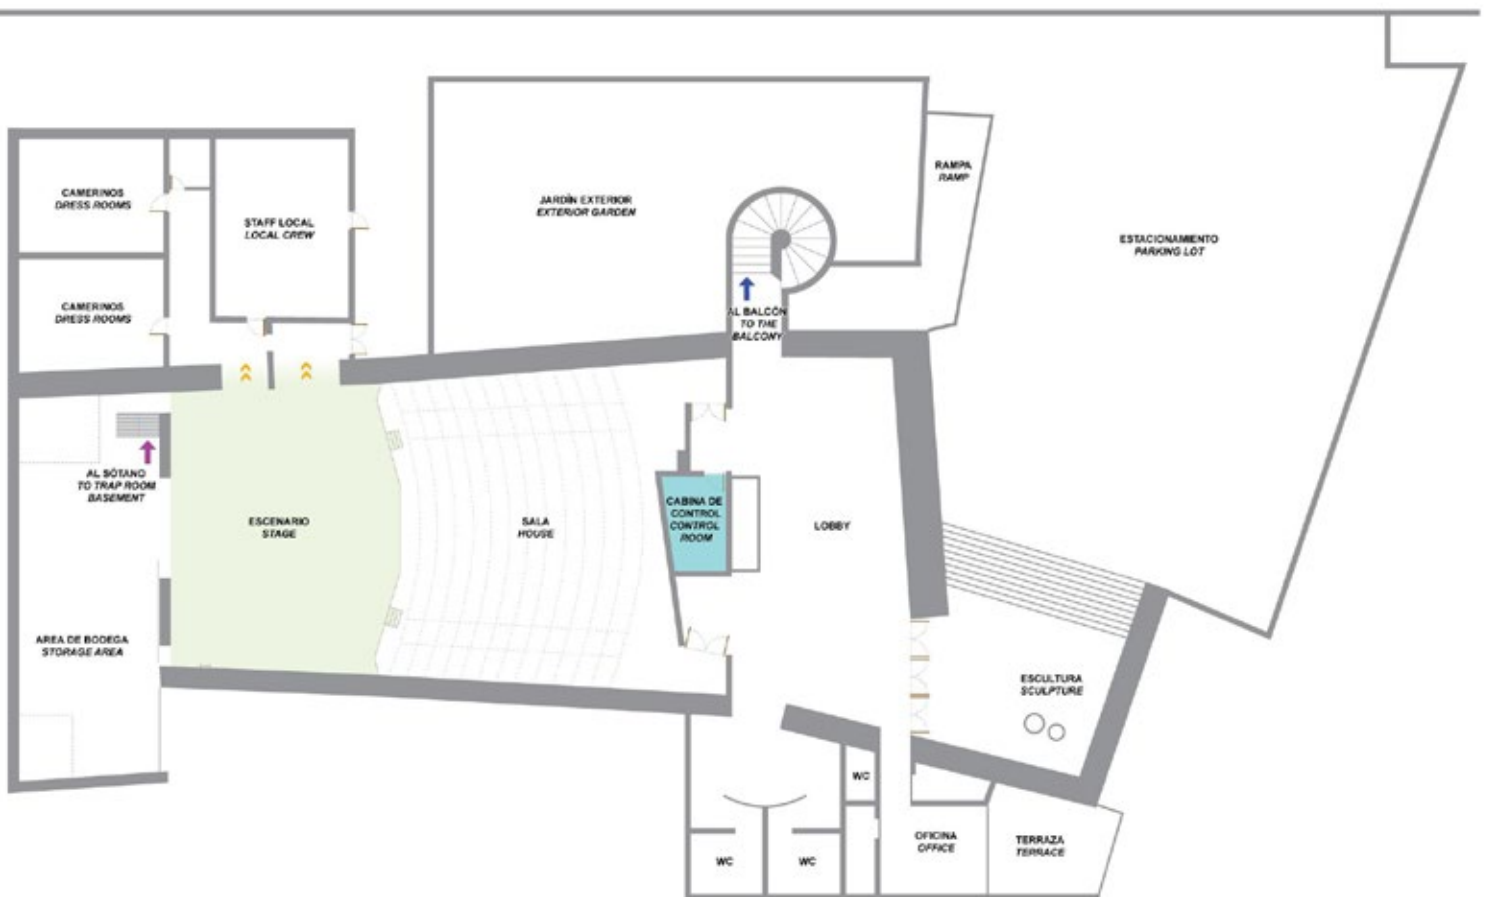 RAMPA
RAMP
CAMERINOS
DRESS ROOMS
JARDÍN EXTERIOR
EXTERIOR GARDEN
STAFF LOCAL
LOCAL CREW
ESTACIONAMIENTO
PARKING LOT
CAMERINOS
DRESS ROOMS
AL BALCÓN
TO THE
BALCONY
AL SÓTANO
TO TRAP ROOM
BASEMENT
ESCENARIO
STAGE
SALA
HOUSE
CABINA DE
CONTROL
CONTROL
ROOM
LOBBY
AREA DE BODEGA
STORAGE AREA
ESCULTURA
SCULPTURE
WC
OFICINA
OFFICE
TERRAZA
TERRACE
WC
WC